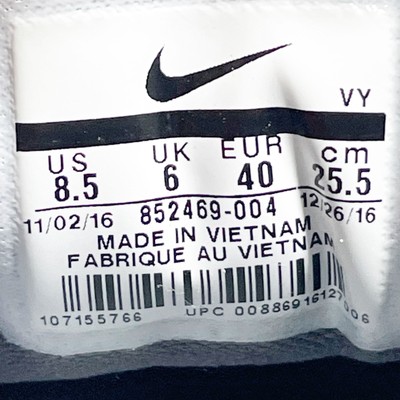 VY
US UK EUR cm
8.5 6 40 25.5
11/02/16 852469-004 12/26/16
MADE IN VIETNAM
FABRIQUE AU VIETNAM
107155766 UPC 00886916127006